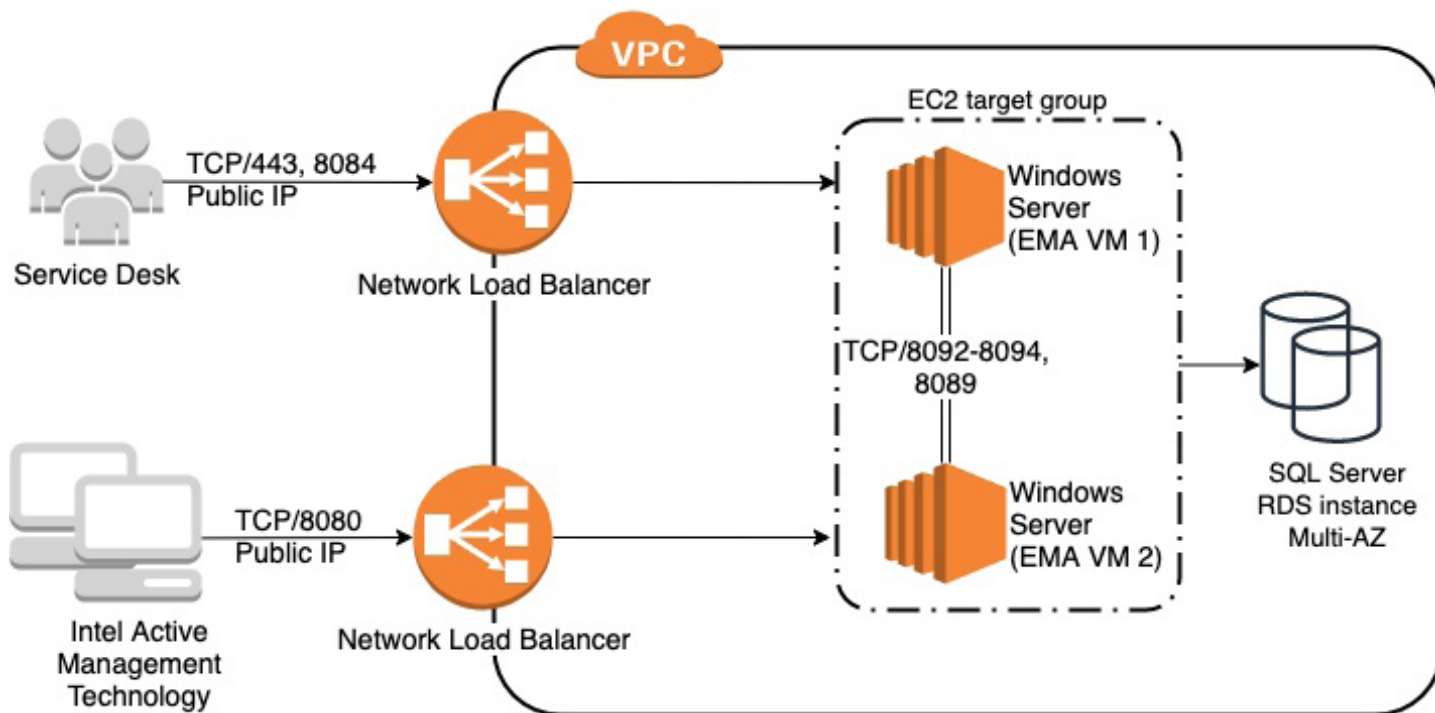 VPC
EC2 target group
TCP/443, 8084
Public IP
Service Desk
Network Load Balancer
Windows
Server
(EMA VM 1)
TCP/8092-8094,
8089
SQL Server
RDS instance
Multi-AZ
TCP/8080
Public IP
Intel Active
Management
Technology
Network Load Balancer
Windows
Server
(EMA VM 2)